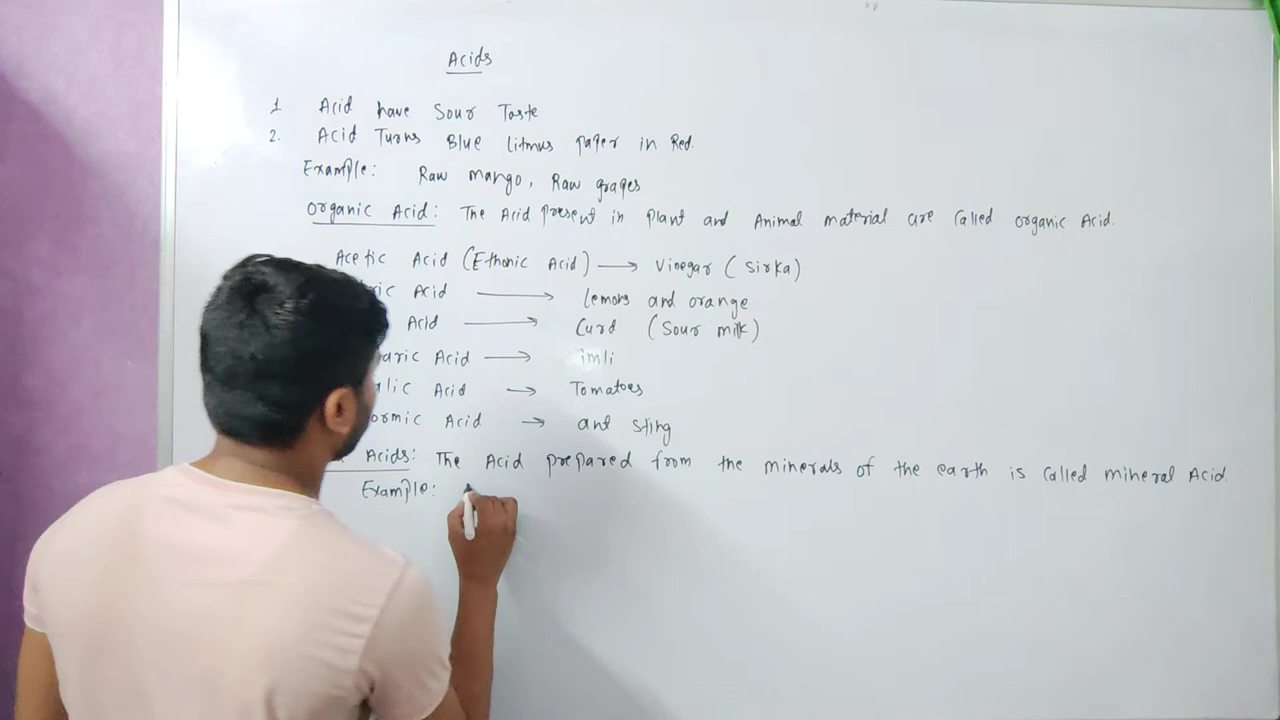 Acids
1 Acid have Sour Taste
2. Acid Turns Blue litmus paper in Red.
Example: Raw mango, Raw grapes
Organic Acid: The Acid present in plant and Animal material are Called organic Acid.
Acetic Acid (Ethonic Acid) → Vinegar (Sirka)
ric Acid → lemons and orange
Acid → Curd (Sour milk)
aric Acid → imli
alic Acid → Tomatoes
ormic Acid → ant sting
Acids: The Acid prepared from the minerals of the earth is Called mineral Acid.
Example: